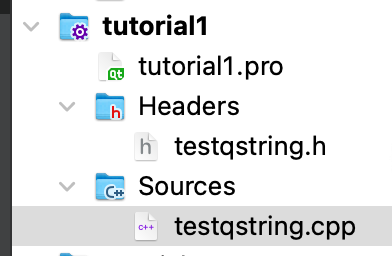 tutorial1
tutorial1.pro
Headers
testqstring.h
Sources
testqstring.cpp